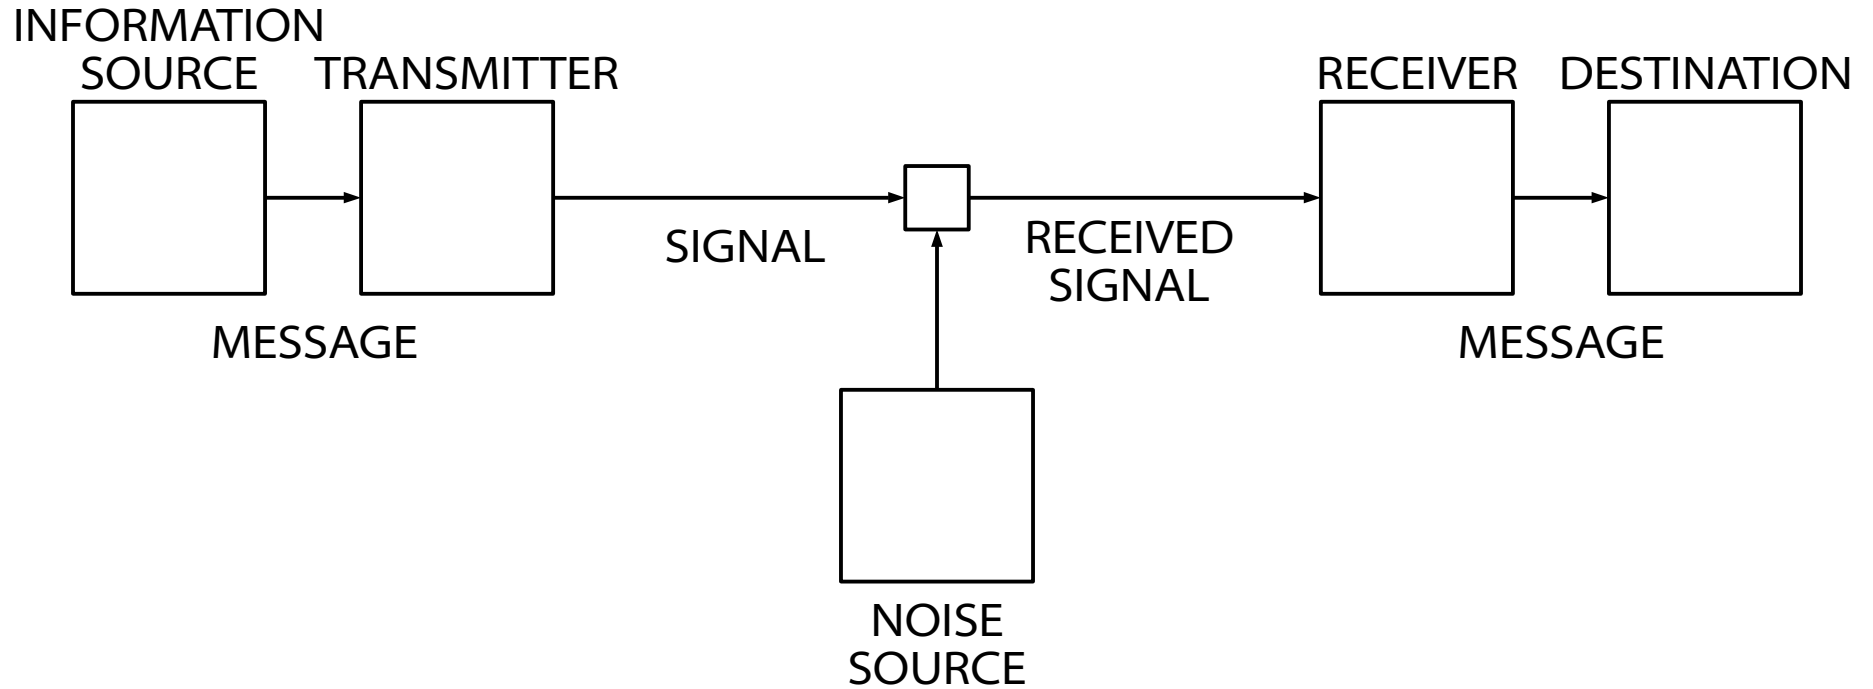 INFORMATION
SOURCE
TRANSMITTER
RECEIVER
DESTINATION
SIGNAL
RECEIVED
SIGNAL
MESSAGE
MESSAGE
NOISE
SOURCE